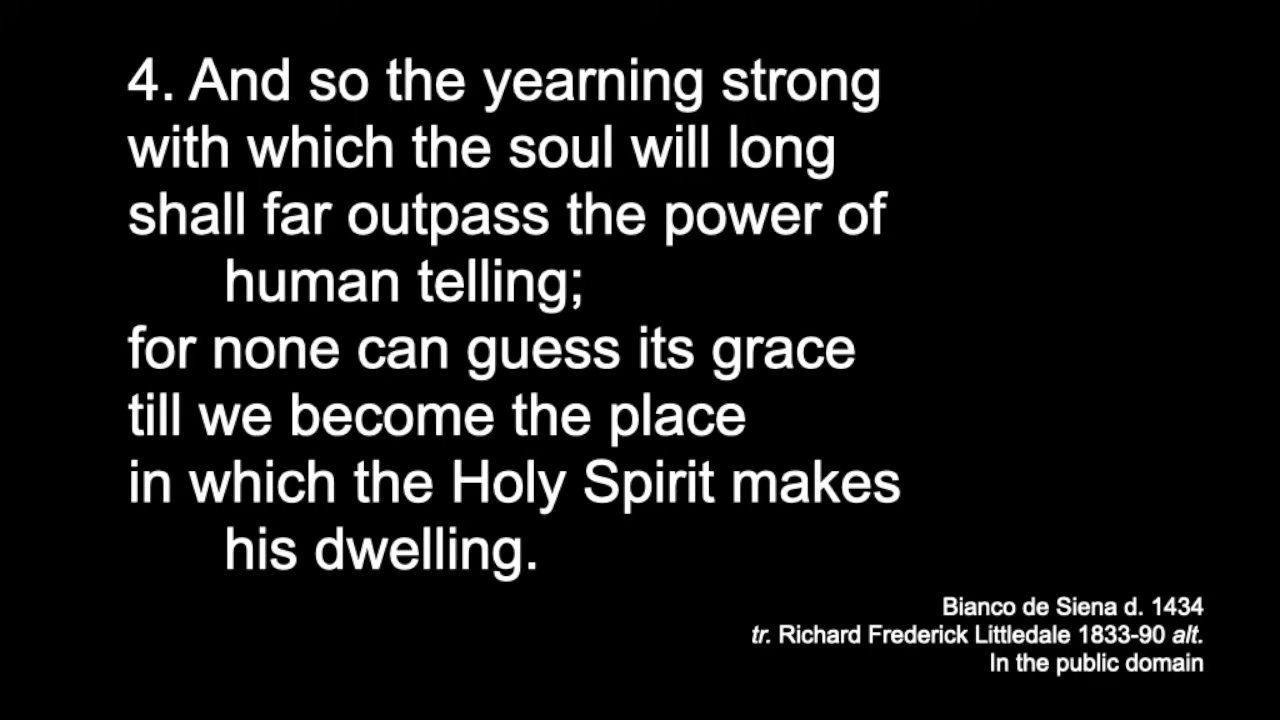 4. And so the yearning strong
with which the soul will long
shall far outpass the power of
human telling;
for none can guess its grace
till we become the place
in which the Holy Spirit makes
his dwelling.
Bianco de Siena d. 1434
tr. Richard Frederick Littledale 1833-90 alt.
In the public domain